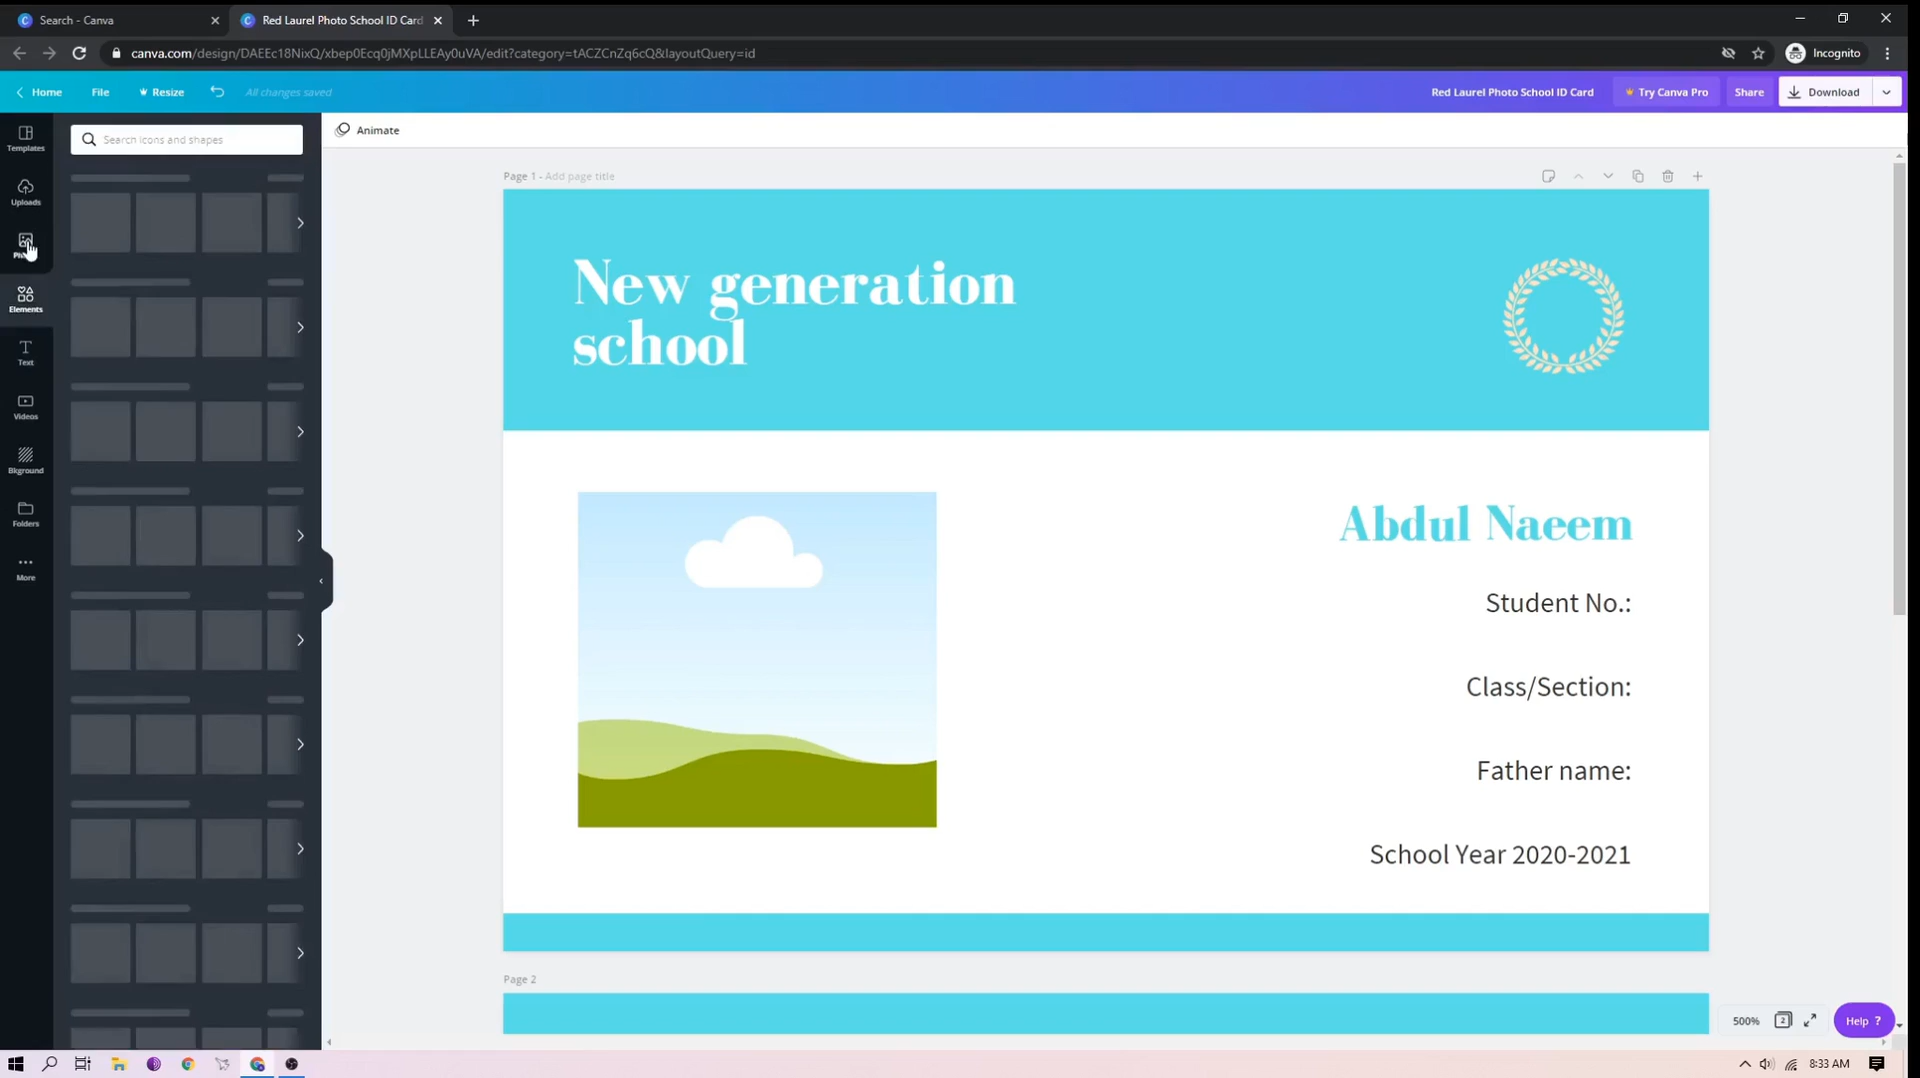 Search - Canva
Red Laurel Photo School ID Card
canva.com/design/DAEEc18NixQ/xbep0Ecq0jMXpLLEAy0uVA/edit?category=tACZCnZq6cQ&layoutQuery=id
Incognito
Home
File
Resize
All changes saved
Red Laurel Photo School ID Card
Try Canva Pro
Share
Download
Templates
Uploads
Elements
Text
Videos
Bkground
Folders
More
Search icons and shapes
Animate
Page 1 - Add page title
New generation
school
Abdul Naeem
Student No.:
Class/Section:
Father name:
School Year 2020-2021
Page 2
500%
2
Help ?
8:33 AM